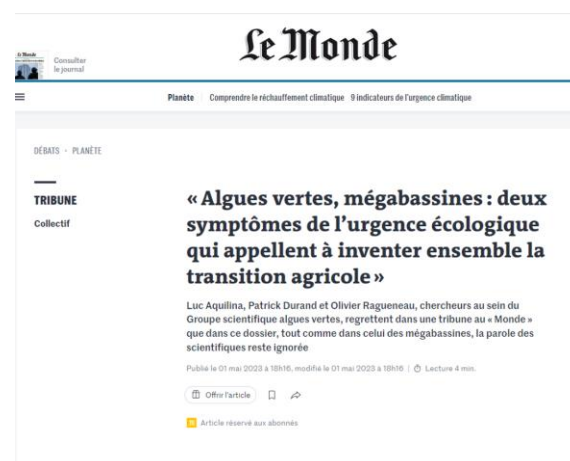 Le Monde
Consulter
le journal
Planète Comprendre le réchauffement climatique 9 indicateurs de l'urgence climatique
DÉBATS · PLANÈTE
TRIBUNE
Collectif
« Algues vertes, mégabassines : deux
symptômes de l'urgence écologique
qui appellent à inventer ensemble la
transition agricole »
Luc Aquilina, Patrick Durand et Olivier Ragueneau, chercheurs au sein du
Groupe scientifique algues vertes, regrettent dans une tribune au « Monde »
que dans ce dossier, tout comme dans celui des mégabassines, la parole des
scientifiques reste ignorée
Publié le 01 mai 2023 à 18h16, modifié le 01 mai 2023 à 18h16 | Lecture 4 min.
Offrir l'article
Article réservé aux abonnés